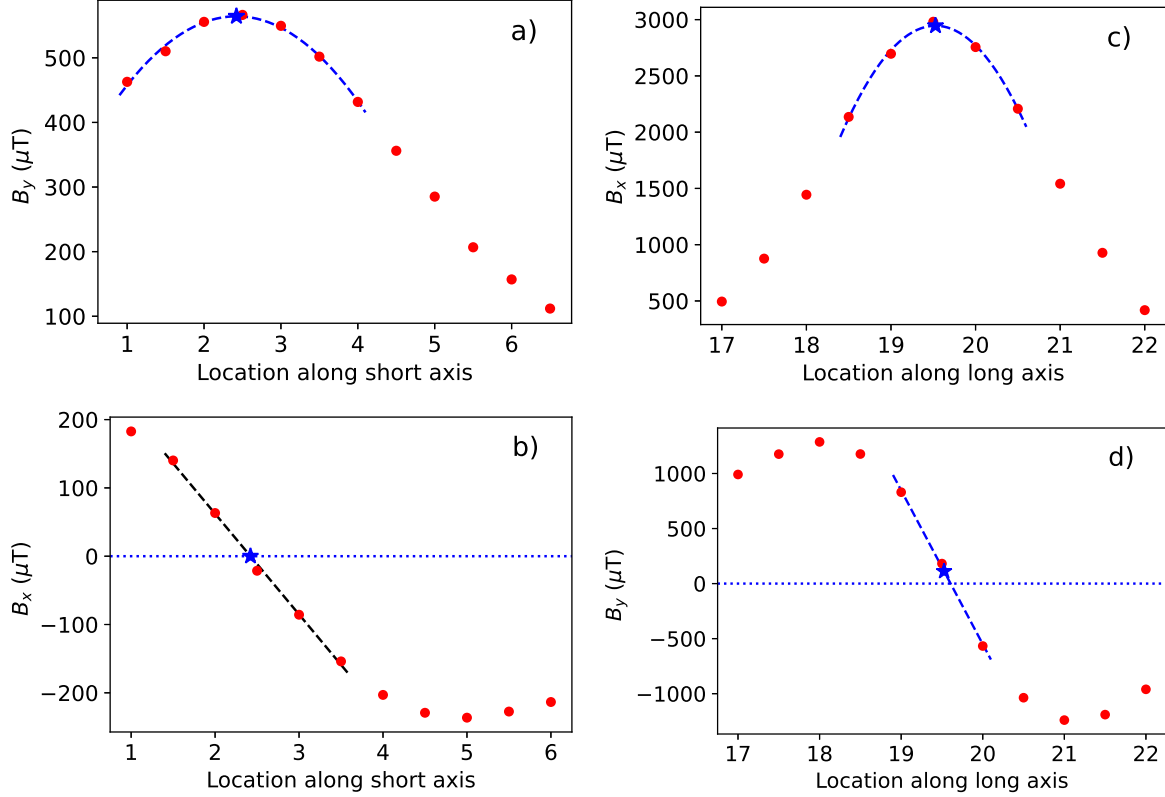 a)
500
400
300
200
100
B_y (μT)
1 2 3 4 5 6
Location along short axis
c)
3000
2500
2000
1500
1000
500
B_x (μT)
17 18 19 20 21 22
Location along long axis
b)
200
100
0
−100
−200
B_x (μT)
1 2 3 4 5 6
Location along short axis
d)
1000
500
0
−500
−1000
B_y (μT)
17 18 19 20 21 22
Location along long axis